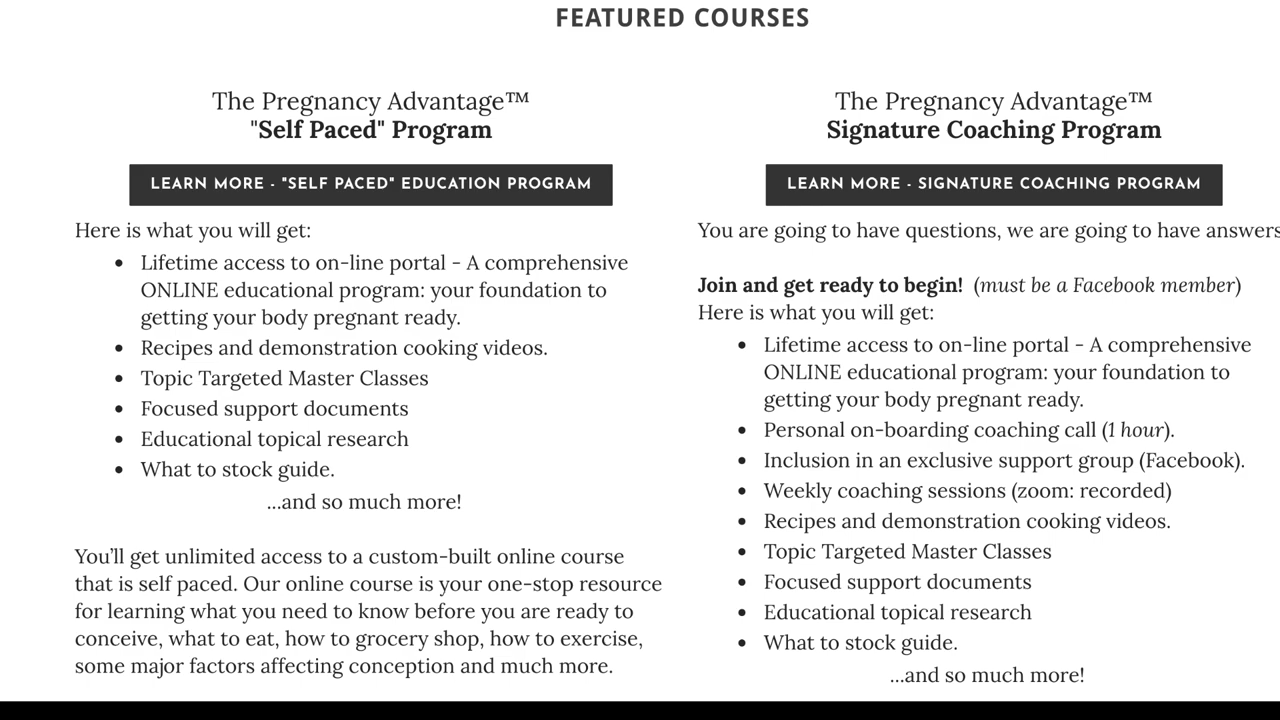 FEATURED COURSES
The Pregnancy Advantage™
"Self Paced" Program
LEARN MORE - "SELF PACED" EDUCATION PROGRAM
Here is what you will get:
• Lifetime access to on-line portal - A comprehensive
ONLINE educational program: your foundation to
getting your body pregnant ready.
• Recipes and demonstration cooking videos.
• Topic Targeted Master Classes
• Focused support documents
• Educational topical research
• What to stock guide.
...and so much more!
You'll get unlimited access to a custom-built online course
that is self paced. Our online course is your one-stop resource
for learning what you need to know before you are ready to
conceive, what to eat, how to grocery shop, how to exercise,
some major factors affecting conception and much more.
The Pregnancy Advantage™
Signature Coaching Program
LEARN MORE - SIGNATURE COACHING PROGRAM
You are going to have questions, we are going to have answers
Join and get ready to begin! (must be a Facebook member)
Here is what you will get:
• Lifetime access to on-line portal - A comprehensive
ONLINE educational program: your foundation to
getting your body pregnant ready.
• Personal on-boarding coaching call (1 hour).
• Inclusion in an exclusive support group (Facebook).
• Weekly coaching sessions (zoom: recorded)
• Recipes and demonstration cooking videos.
• Topic Targeted Master Classes
• Focused support documents
• Educational topical research
• What to stock guide.
...and so much more!